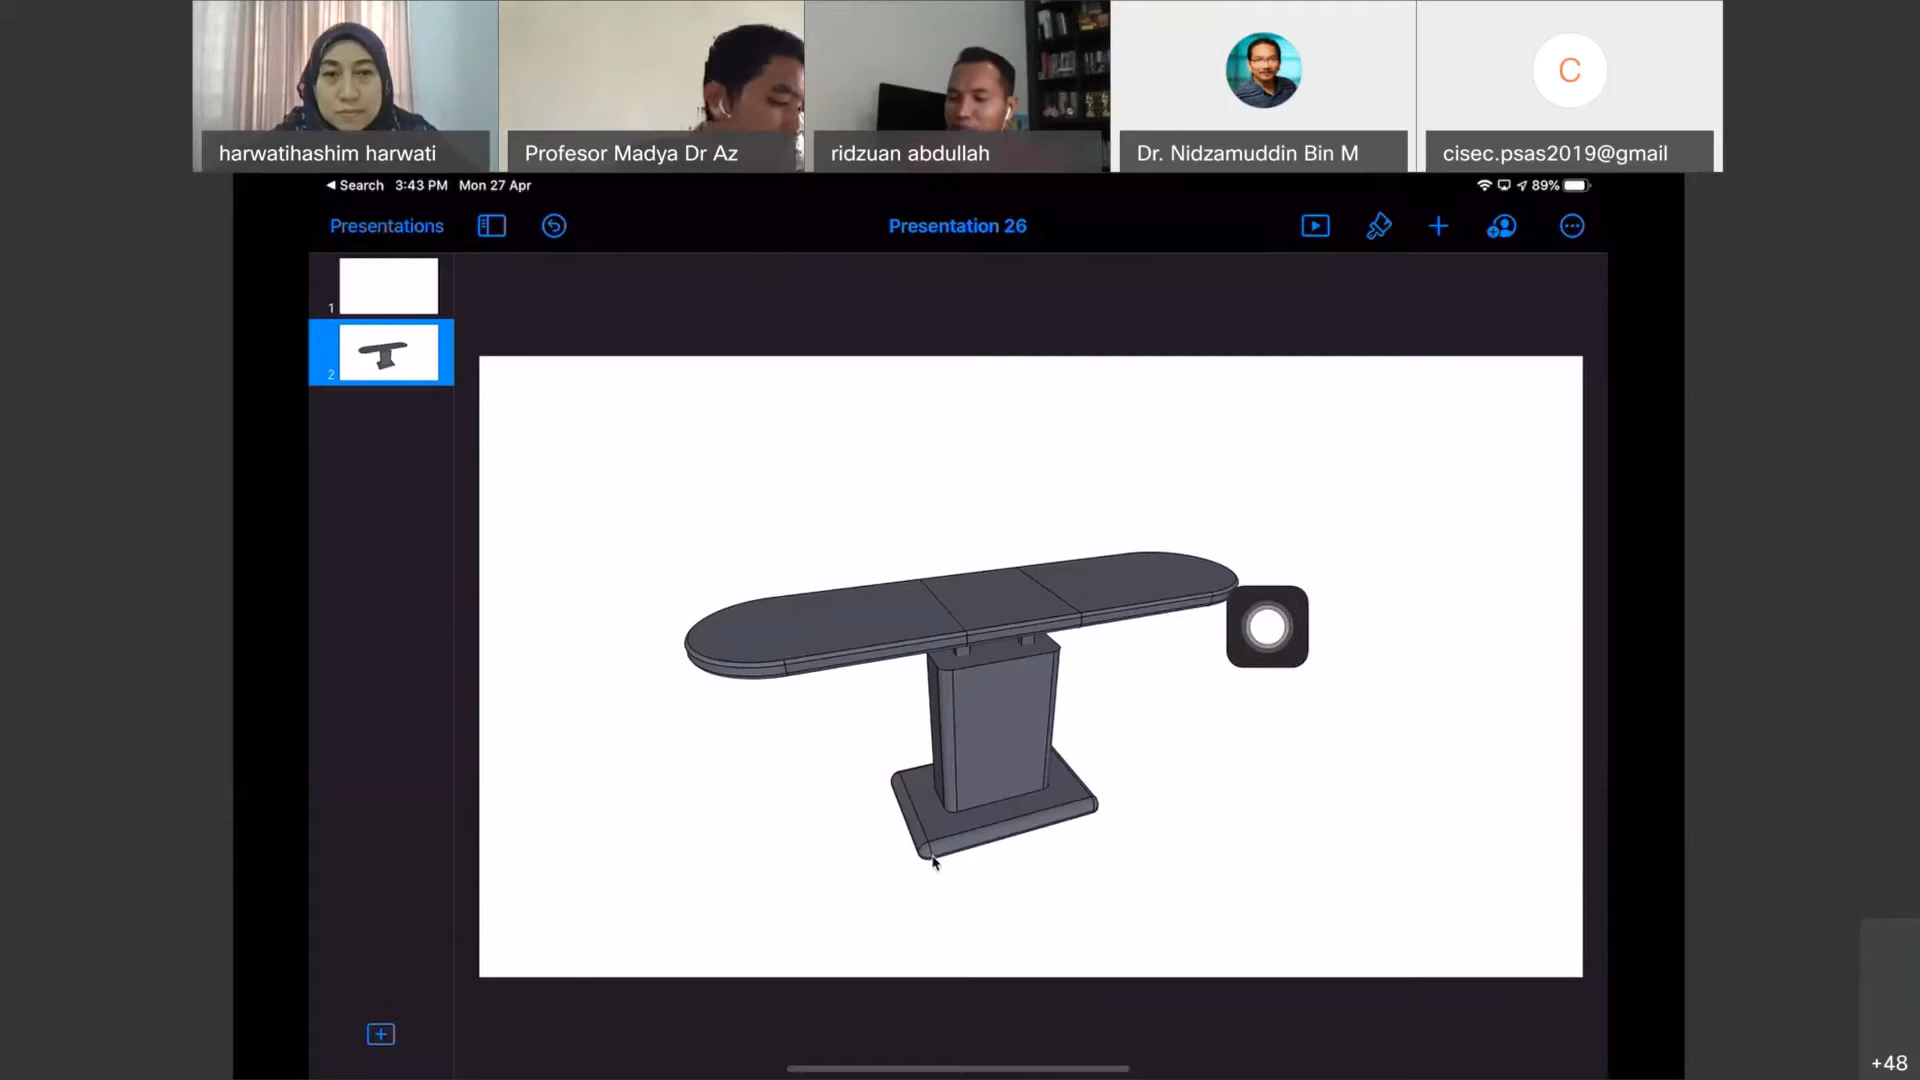 harwatihashim harwati
Profesor Madya Dr Az
ridzuan abdullah
Dr. Nidzamuddin Bin M
C
cisec.psas2019@gmail
◀ Search 3:43 PM Mon 27 Apr
89%
Presentations
Presentation 26
1
2
+48